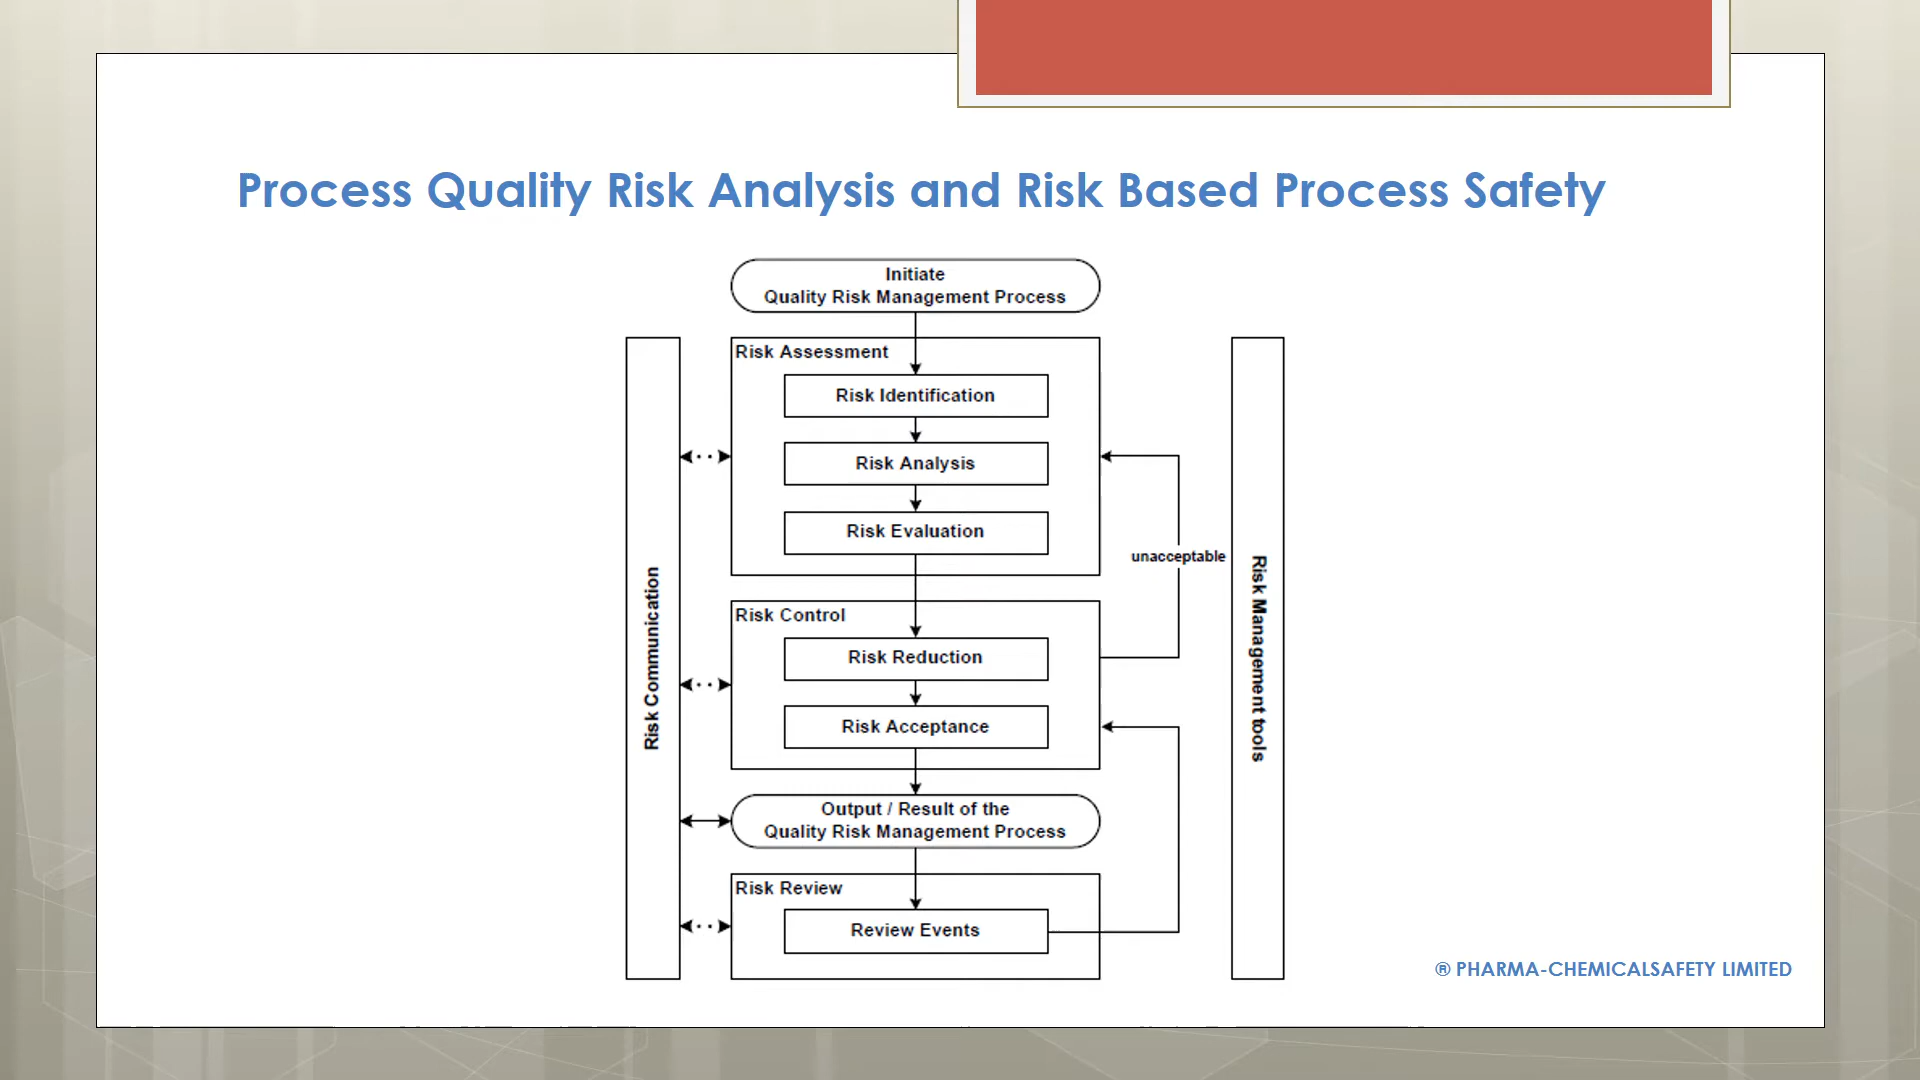 Process Quality Risk Analysis and Risk Based Process Safety
Initiate
Quality Risk Management Process
Risk Assessment
Risk Identification
Risk Analysis
Risk Evaluation
unacceptable
Risk Communication
Risk Management tools
Risk Control
Risk Reduction
Risk Acceptance
Output / Result of the
Quality Risk Management Process
Risk Review
Review Events
® PHARMA-CHEMICALSAFETY LIMITED